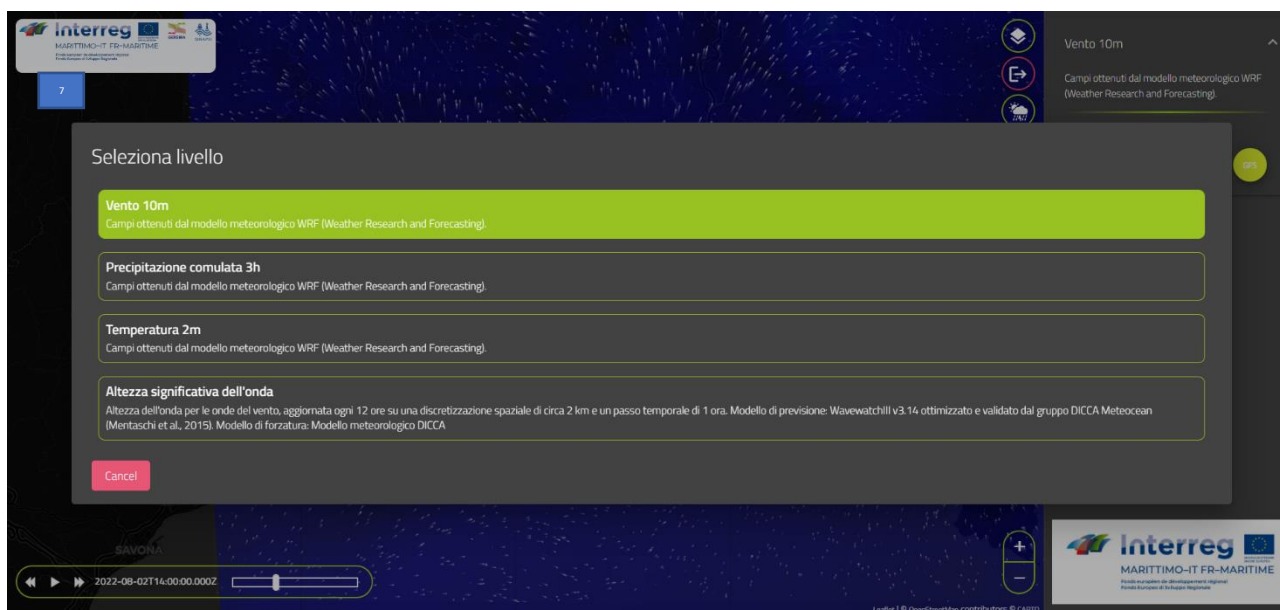 Interreg
MARITTIMO-IT FR-MARITIME
7
Vento 10m
Campi ottenuti dal modello meteorologico WRF
(Weather Research and Forecasting).
GPS
Seleziona livello
Vento 10m
Campi ottenuti dal modello meteorologico WRF (Weather Research and Forecasting).
Precipitazione comulata 3h
Campi ottenuti dal modello meteorologico WRF (Weather Research and Forecasting).
Temperatura 2m
Campi ottenuti dal modello meteorologico WRF (Weather Research and Forecasting).
Altezza significativa dell'onda
Altezza dell'onda per le onde del vento, aggiornata ogni 12 ore su una discretizzazione spaziale di circa 2 km e un passo temporale di 1 ora. Modello di previsione: WavewatchIII v3.14 ottimizzato e validato dal gruppo DICCA Meteocean
(Mentaschi et al., 2015). Modello di forzatura: Modello meteorologico DICCA
Cancel
SAVONA
2022-08-02T14:00:00.000Z
+
−
Interreg
MARITTIMO-IT FR-MARITIME
Fonds européen de développement régional
Fondo Europeo di Sviluppo Regionale
Leaflet | © OpenStreetMap contributors © CARTO